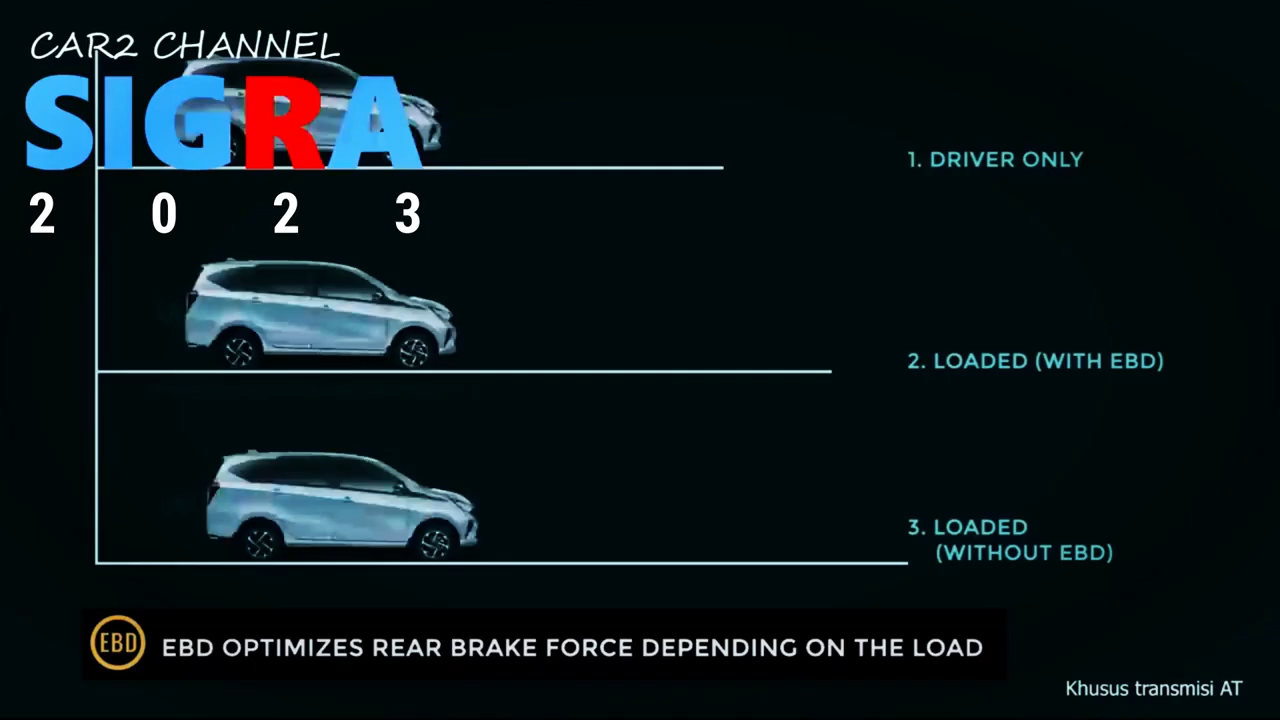 CAR2 CHANNEL
SIGRA
2 0 2 3
1. DRIVER ONLY
2. LOADED (WITH EBD)
3. LOADED
(WITHOUT EBD)
EBD
EBD OPTIMIZES REAR BRAKE FORCE DEPENDING ON THE LOAD
Khusus transmisi AT